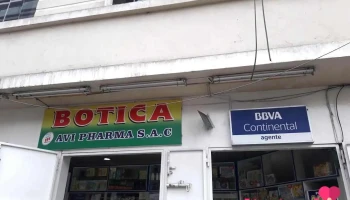 BOTICA
AVI PHARMA S.A.C
BBVA
Continental
agente